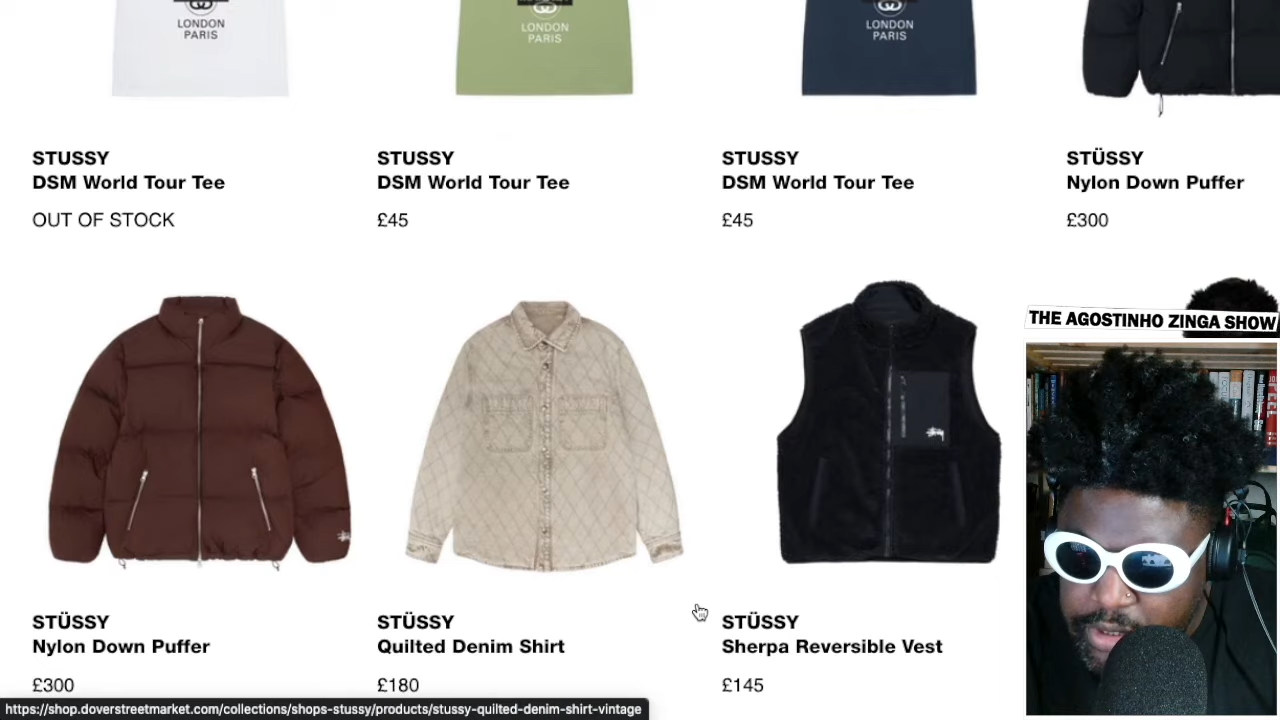 LONDON
PARIS
LONDON
PARIS
LONDON
PARIS
STUSSY
DSM World Tour Tee
OUT OF STOCK
STUSSY
DSM World Tour Tee
£45
STUSSY
DSM World Tour Tee
£45
STÜSSY
Nylon Down Puffer
£300
THE AGOSTINHO ZINGA SHOW
STÜSSY
Nylon Down Puffer
£300
STÜSSY
Quilted Denim Shirt
£180
STÜSSY
Sherpa Reversible Vest
£145
https://shop.doverstreetmarket.com/collections/shops-stussy/products/stussy-quilted-denim-shirt-vintage